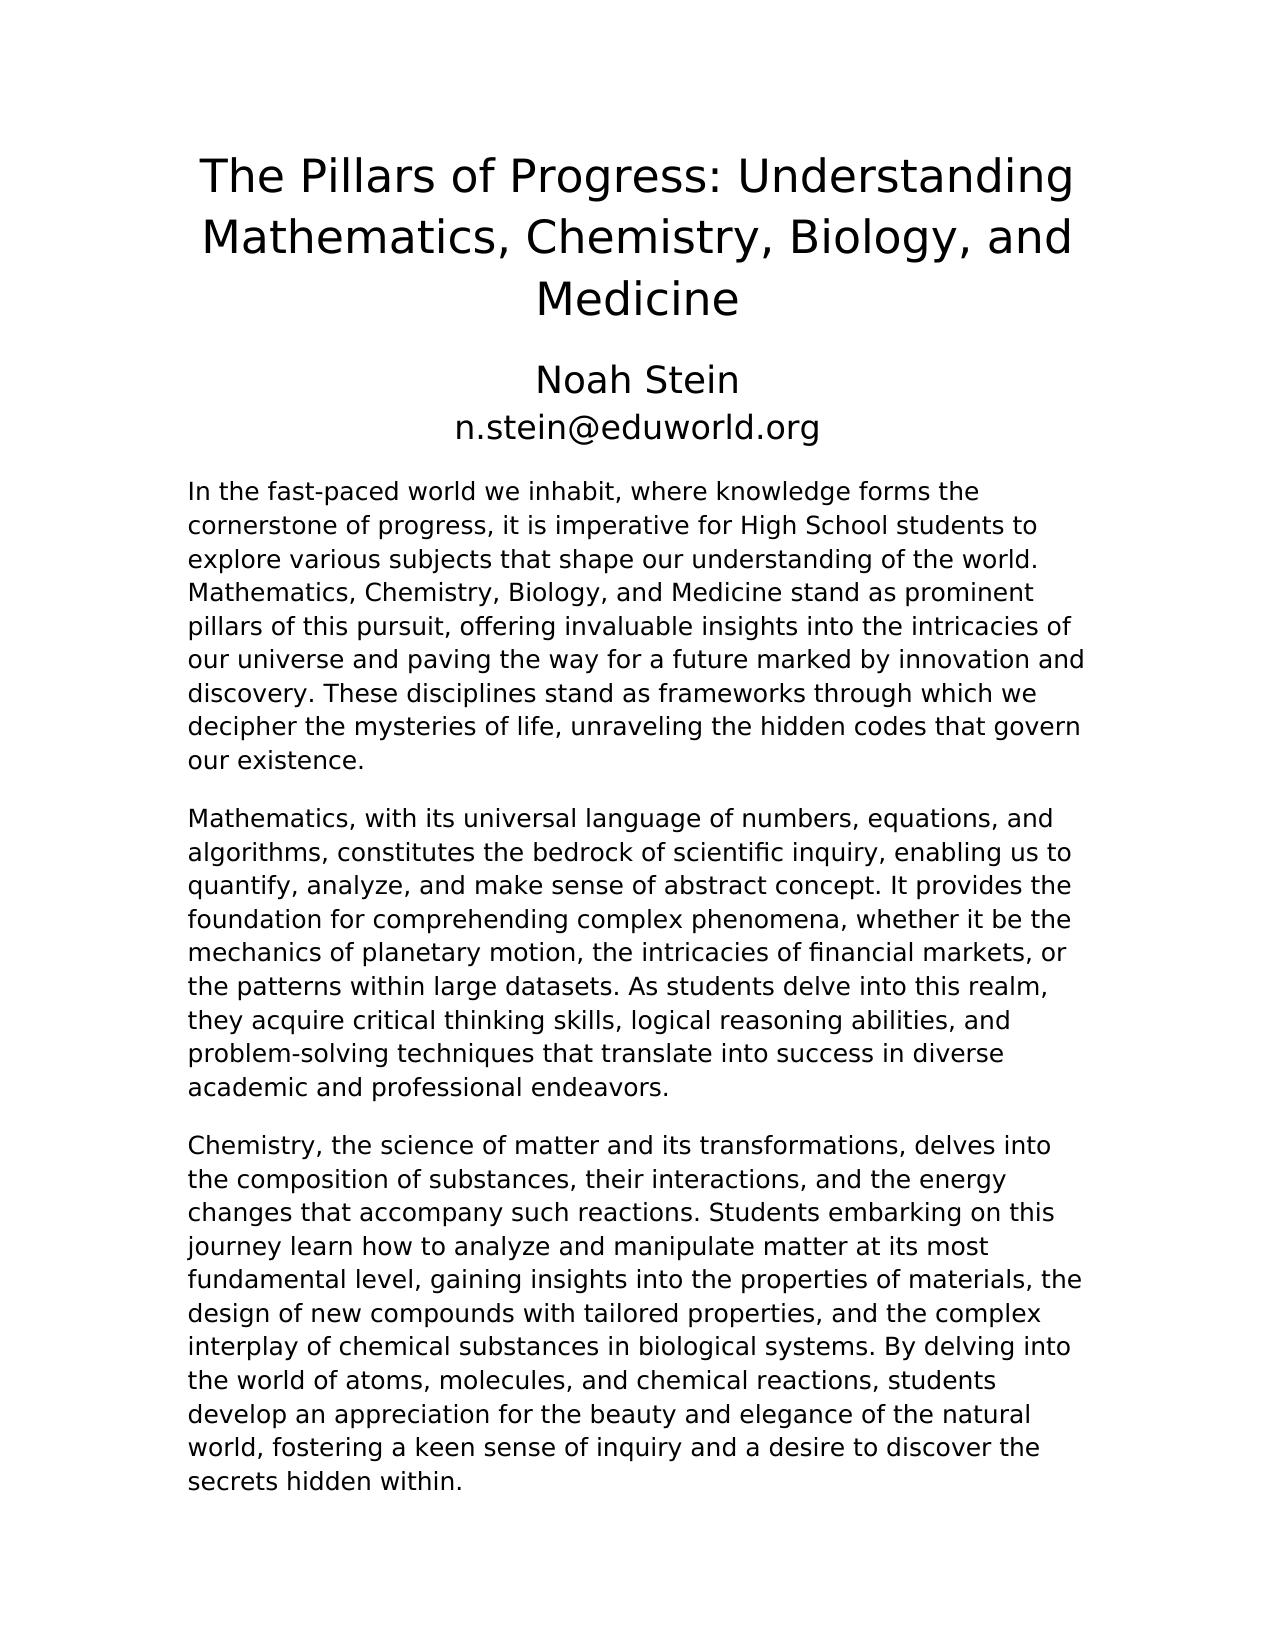 The Pillars of Progress: Understanding
Mathematics, Chemistry, Biology, and
Medicine
Noah Stein
n.stein@eduworld.org
In the fast-paced world we inhabit, where knowledge forms the
cornerstone of progress, it is imperative for High School students to
explore various subjects that shape our understanding of the world.
Mathematics, Chemistry, Biology, and Medicine stand as prominent
pillars of this pursuit, offering invaluable insights into the intricacies of
our universe and paving the way for a future marked by innovation and
discovery. These disciplines stand as frameworks through which we
decipher the mysteries of life, unraveling the hidden codes that govern
our existence.
Mathematics, with its universal language of numbers, equations, and
algorithms, constitutes the bedrock of scientific inquiry, enabling us to
quantify, analyze, and make sense of abstract concept. It provides the
foundation for comprehending complex phenomena, whether it be the
mechanics of planetary motion, the intricacies of financial markets, or
the patterns within large datasets. As students delve into this realm,
they acquire critical thinking skills, logical reasoning abilities, and
problem-solving techniques that translate into success in diverse
academic and professional endeavors.
Chemistry, the science of matter and its transformations, delves into
the composition of substances, their interactions, and the energy
changes that accompany such reactions. Students embarking on this
journey learn how to analyze and manipulate matter at its most
fundamental level, gaining insights into the properties of materials, the
design of new compounds with tailored properties, and the complex
interplay of chemical substances in biological systems. By delving into
the world of atoms, molecules, and chemical reactions, students
develop an appreciation for the beauty and elegance of the natural
world, fostering a keen sense of inquiry and a desire to discover the
secrets hidden within.